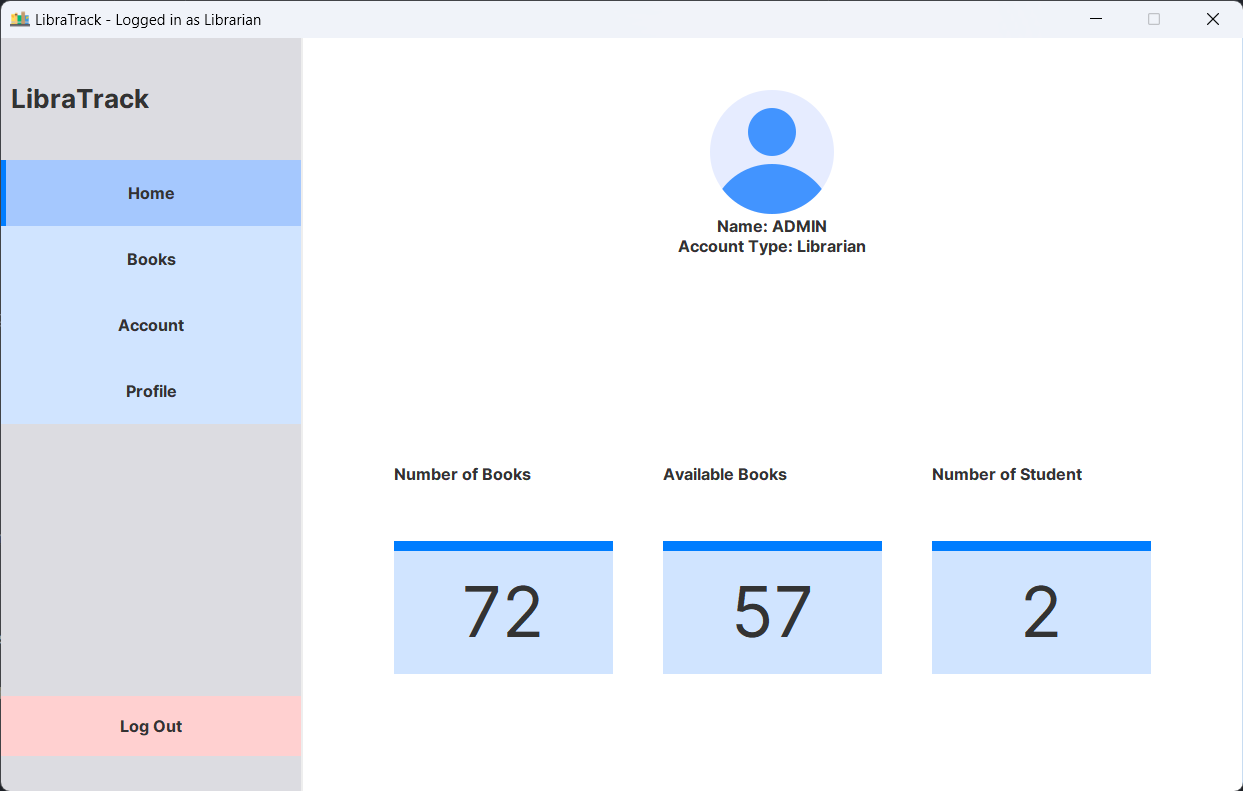 LibraTrack - Logged in as Librarian
LibraTrack
Home
Books
Account
Profile
Log Out
Name: ADMIN
Account Type: Librarian
Number of Books
Available Books
Number of Student
72
57
2